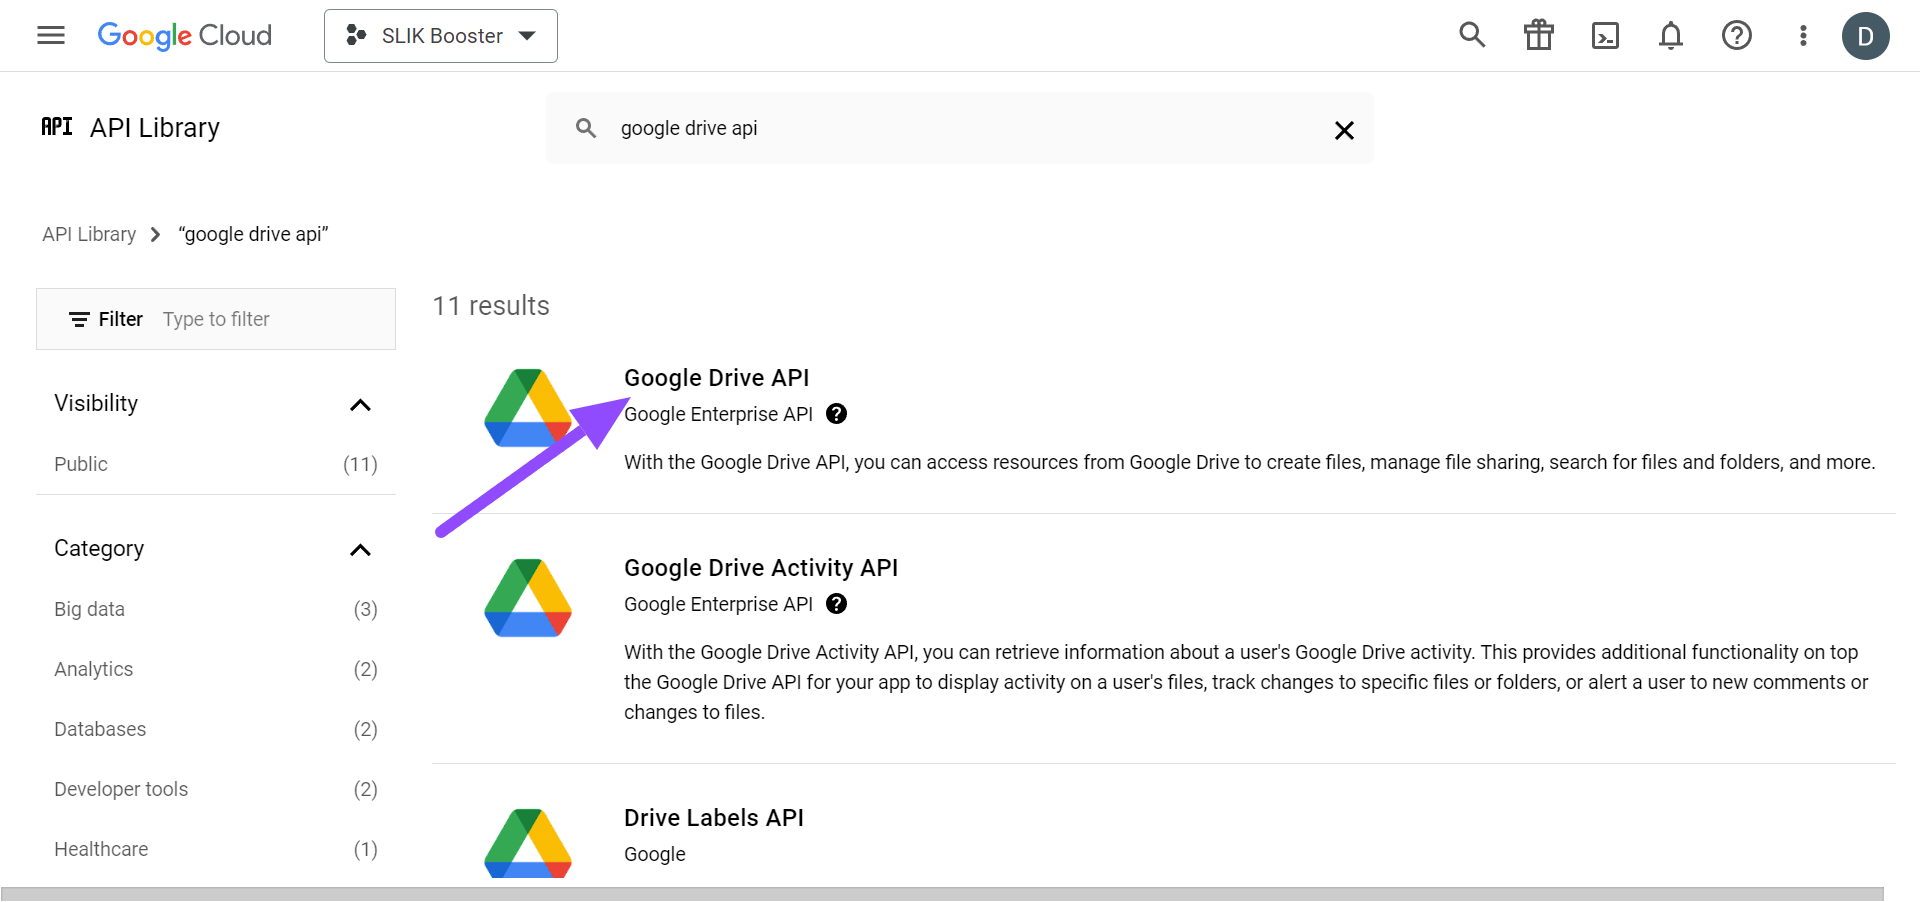 Google Cloud
SLIK Booster
D
API API Library
google drive api
API Library “google drive api”
Filter Type to filter
11 results
Visibility
Public (11)
Category
Big data (3)
Analytics (2)
Databases (2)
Developer tools (2)
Healthcare (1)
Google Drive API
Google Enterprise API
With the Google Drive API, you can access resources from Google Drive to create files, manage file sharing, search for files and folders, and more.
Google Drive Activity API
Google Enterprise API
With the Google Drive Activity API, you can retrieve information about a user's Google Drive activity. This provides additional functionality on top
the Google Drive API for your app to display activity on a user's files, track changes to specific files or folders, or alert a user to new comments or
changes to files.
Drive Labels API
Google